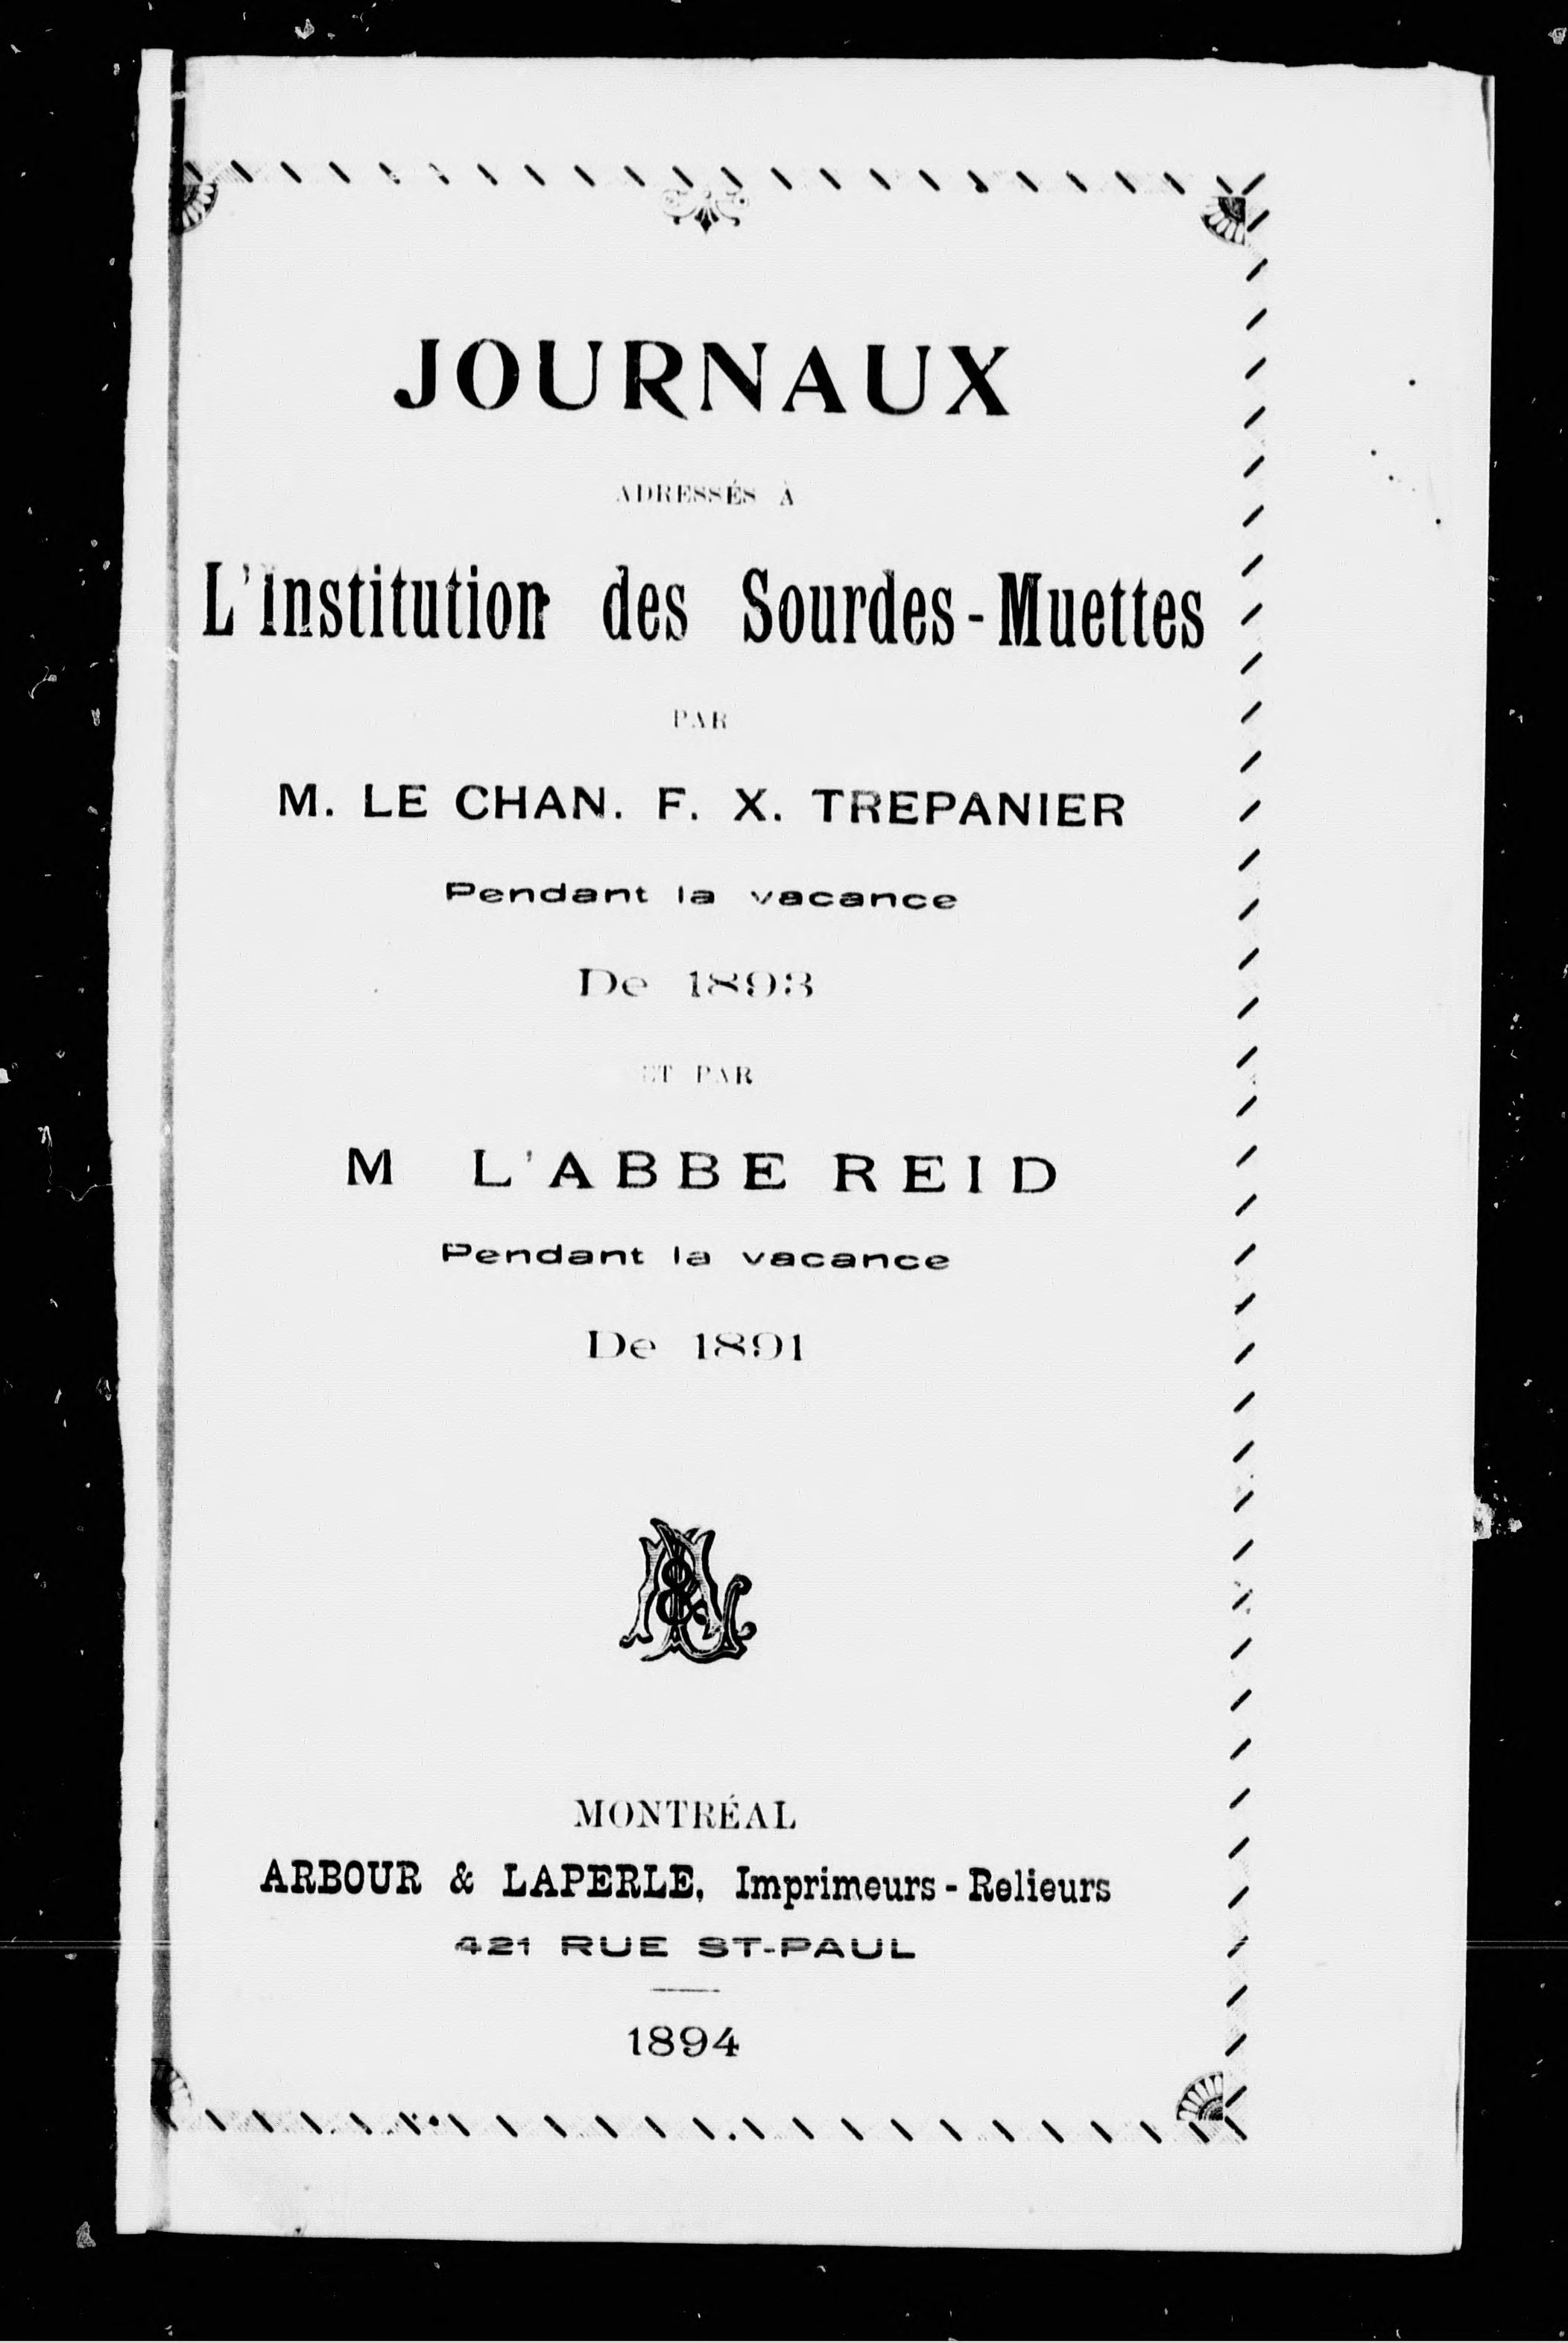 JOURNAUX
ADRESSÉS À
L'Institution des Sourdes-Muettes
PAR
M. LE CHAN. F. X. TREPANIER
Pendant la vacance
De 1893
ET PAR
M L'ABBE REID
Pendant la vacance
De 1891
A&L
MONTRÉAL
ARBOUR & LAPERLE, Imprimeurs-Relieurs
421 RUE ST-PAUL
1894